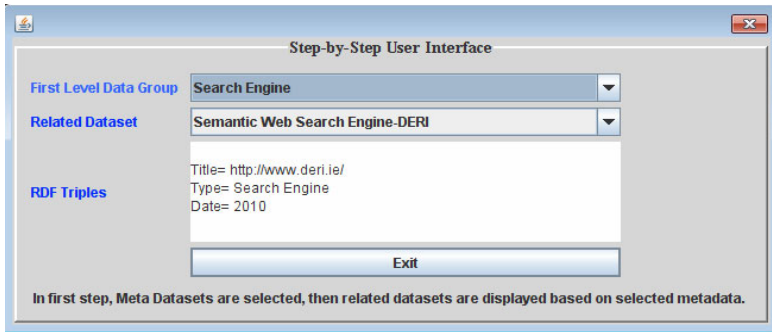 Step-by-Step User Interface
First Level Data Group
Search Engine
Related Dataset
Semantic Web Search Engine-DERI
RDF Triples
Title= http://www.deri.ie/
Type= Search Engine
Date= 2010
Exit
In first step, Meta Datasets are selected, then related datasets are displayed based on selected metadata.